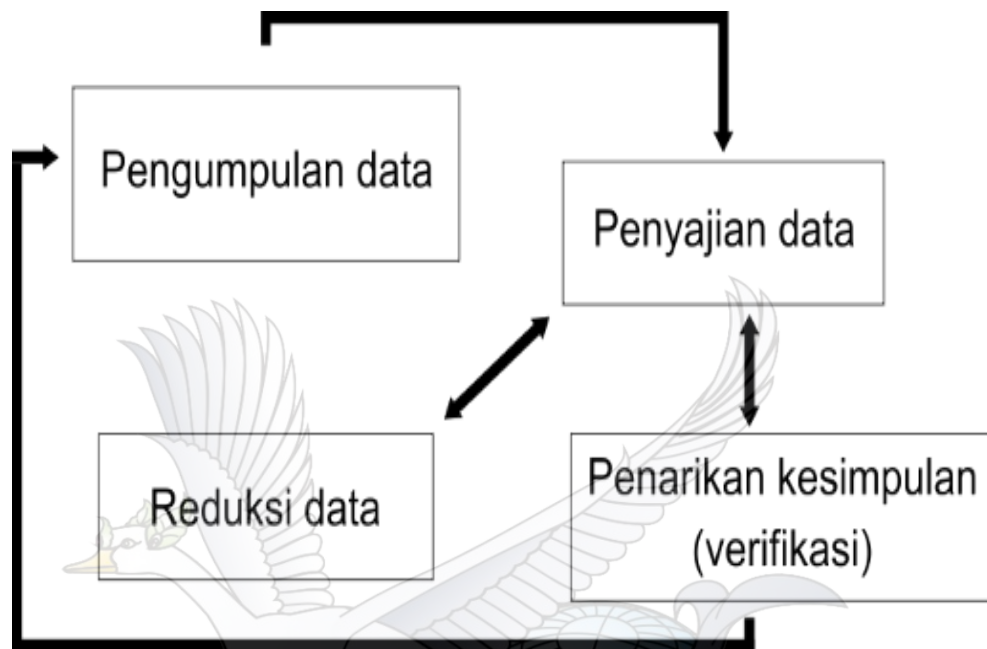 Pengumpulan data
Penyajian data
Reduksi data
Penarikan kesimpulan
(verifikasi)